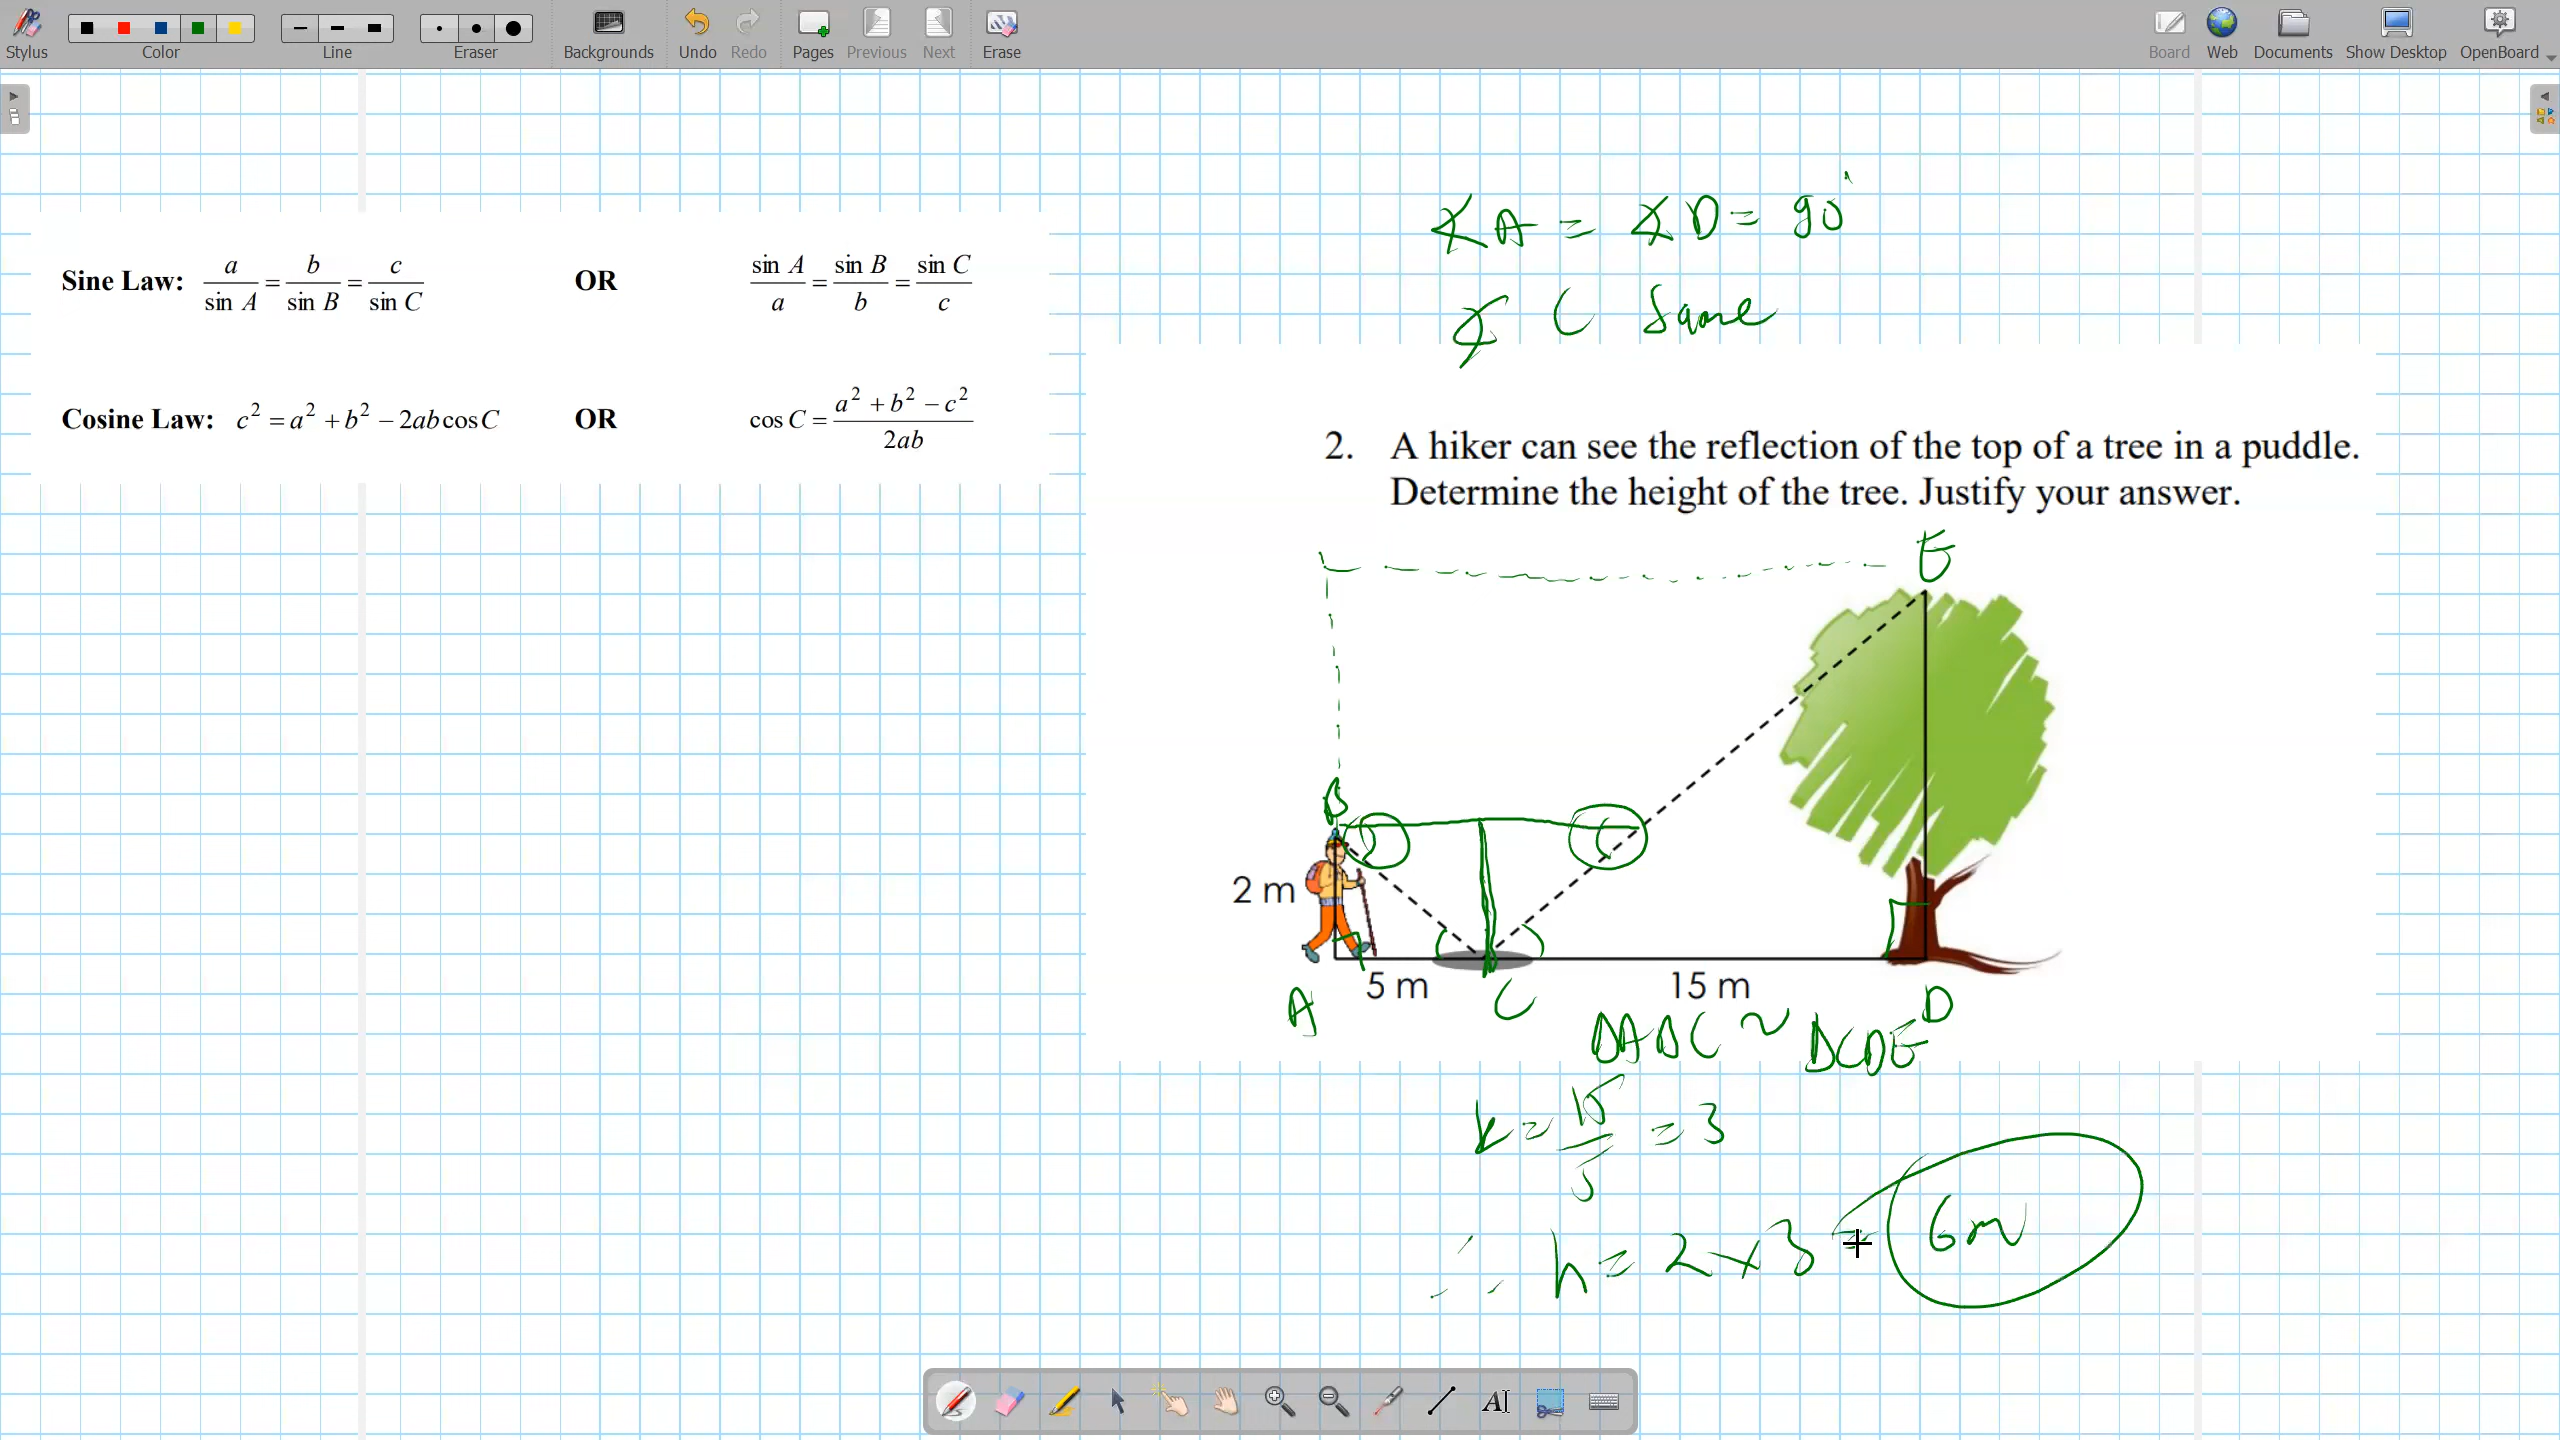 Stylus Color Line Eraser Backgrounds Undo Redo Pages Previous Next Erase Board Web Documents Show Desktop OpenBoard
Sine Law: a/sin A = b/sin B = c/sin C OR sin A/a = sin B/b = sin C/c
Cosine Law: c² = a² + b² − 2ab cos C OR cos C = (a² + b² − c²)/2ab
∡A = ∡D = 90°
∡ C Same
2. A hiker can see the reflection of the top of a tree in a puddle.
Determine the height of the tree. Justify your answer.
E
B
2 m
5 m 15 m
A C D
ΔABC ~ ΔCDE
k = 15/5 = 3
∴ h = 2 × 3 = 6m
AI